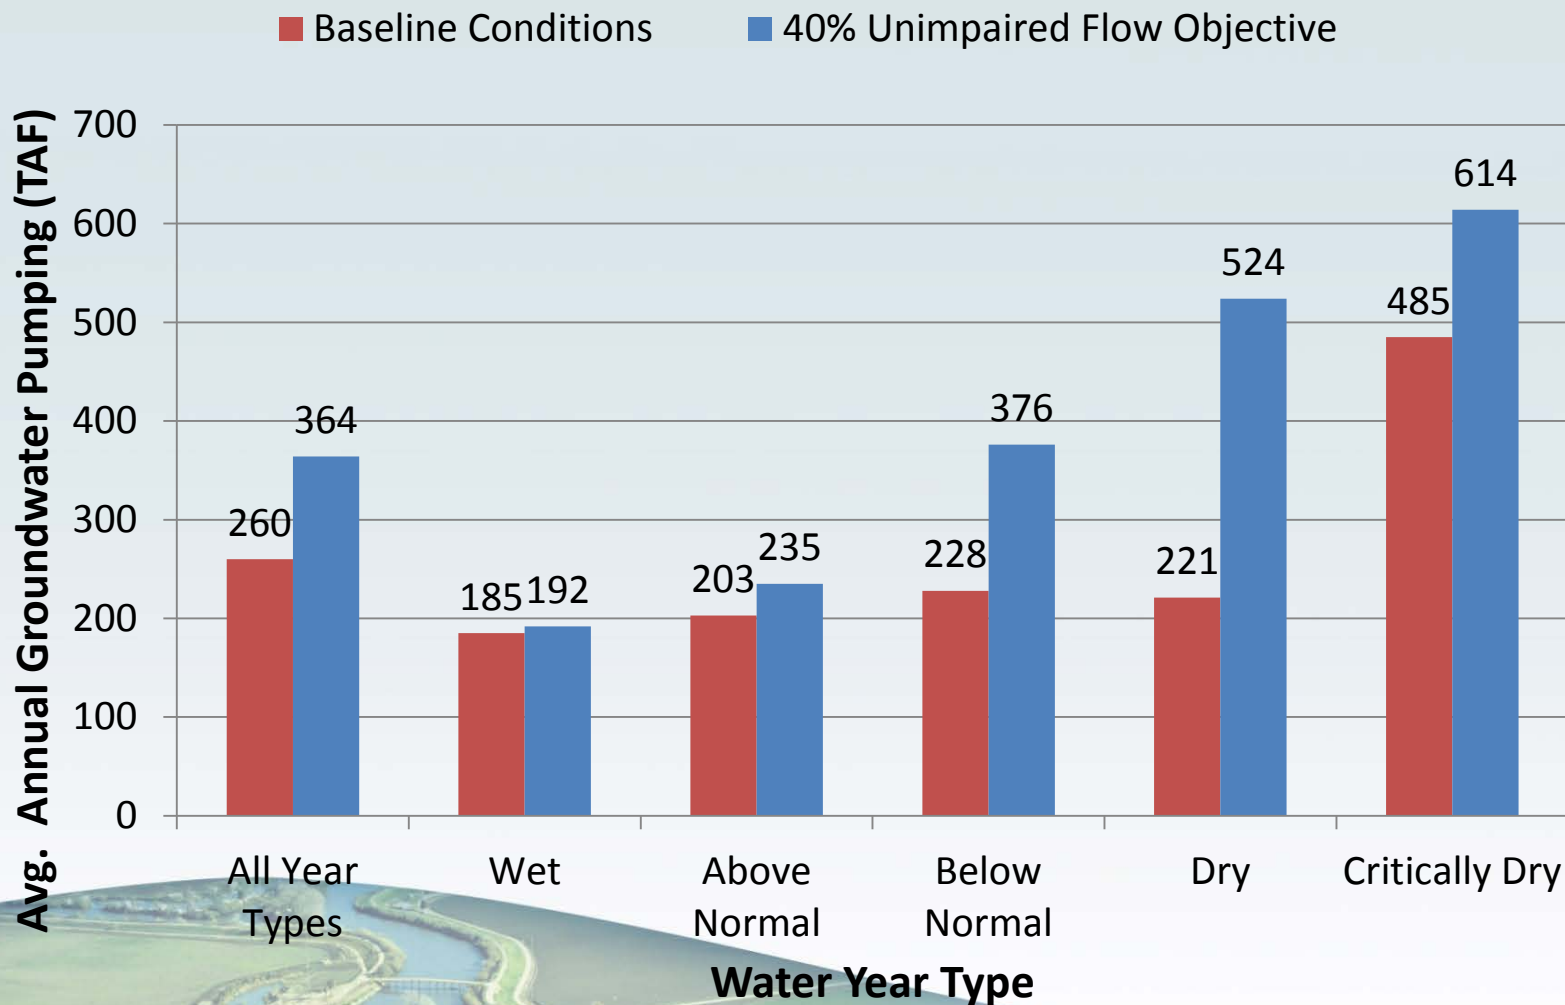 Baseline Conditions 40% Unimpaired Flow Objective
Avg. Annual Groundwater Pumping (TAF)
700
600
500
400
300
200
100
0
260
364
185
192
203
235
228
376
221
524
485
614
All Year
Types
Wet
Above
Normal
Below
Normal
Dry
Critically Dry
Water Year Type